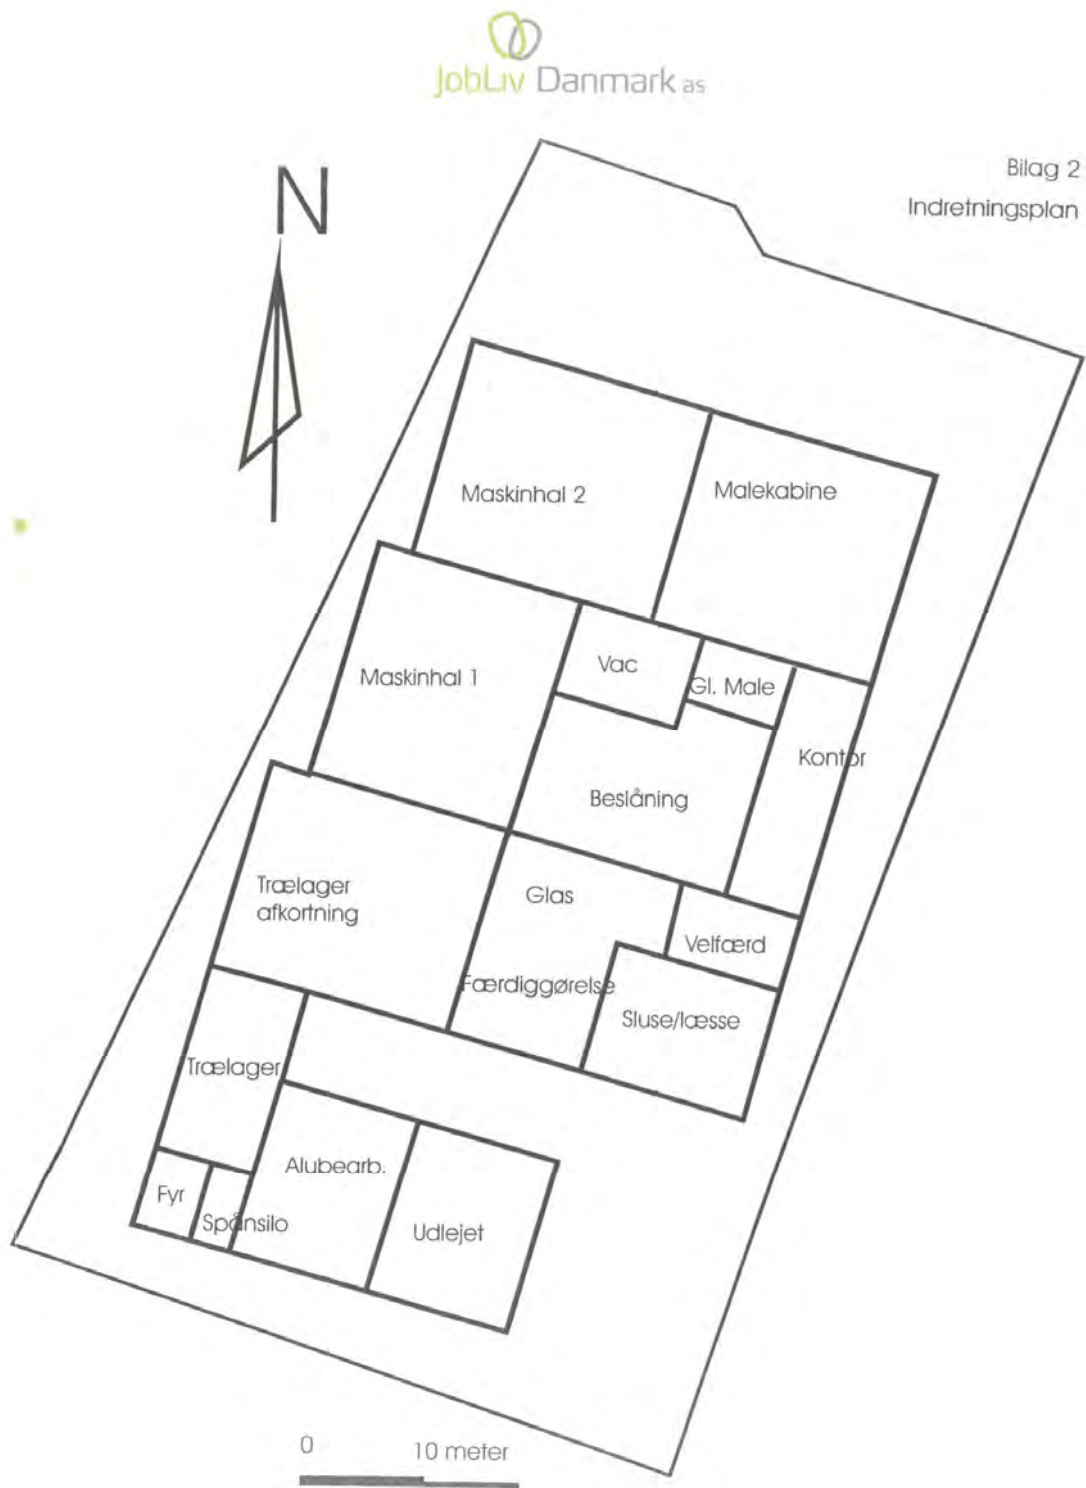 JobLiv Danmark as
Bilag 2
Indretningsplan
N
Maskinhal 2
Malekabine
Vac
Gl. Male
Maskinhal 1
Kontor
Beslåning
Trælager
afkortning
Glas
Velfærd
Færdiggørelse
Sluse/læsse
Trælager
Alubearb.
Fyr
Spånsilo
Udlejet
0
10 meter